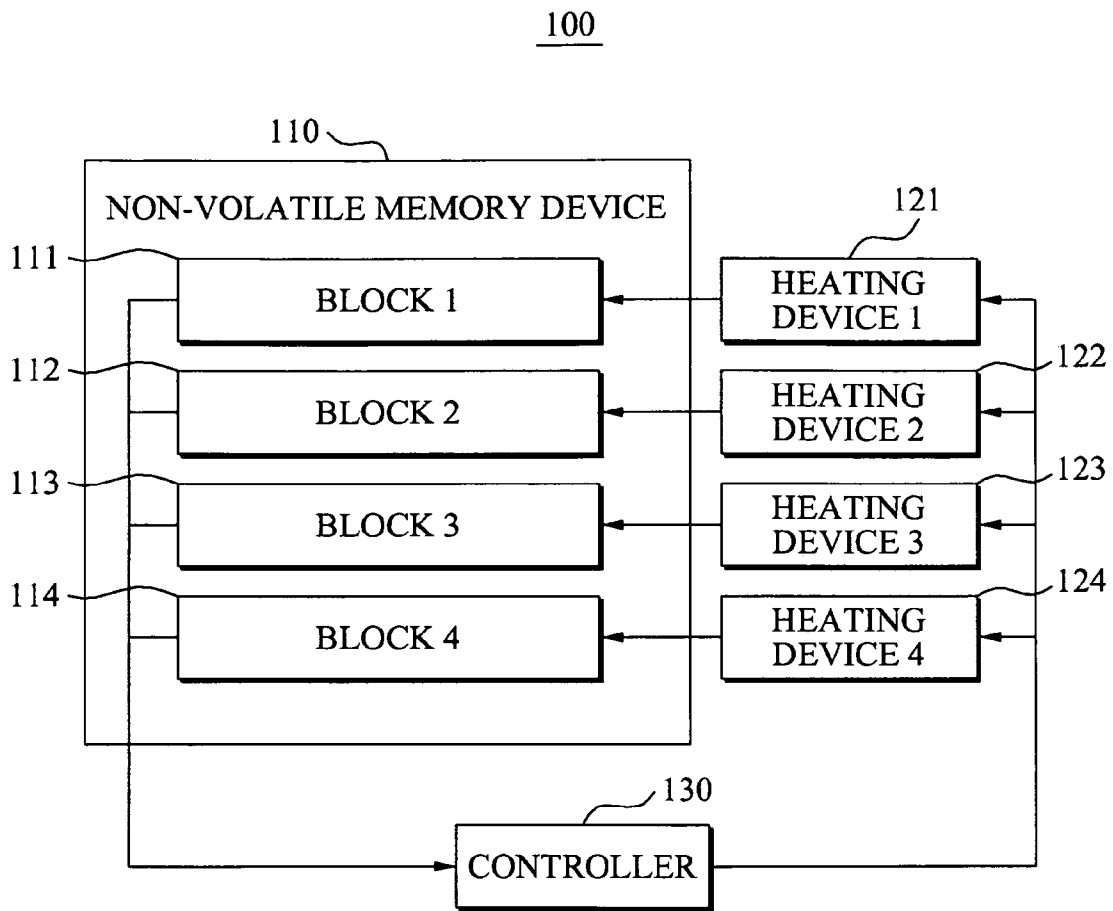 100
110
NON-VOLATILE MEMORY DEVICE
121
111
BLOCK 1
HEATING
DEVICE 1
112
BLOCK 2
122
HEATING
DEVICE 2
113
BLOCK 3
123
HEATING
DEVICE 3
114
BLOCK 4
124
HEATING
DEVICE 4
130
CONTROLLER